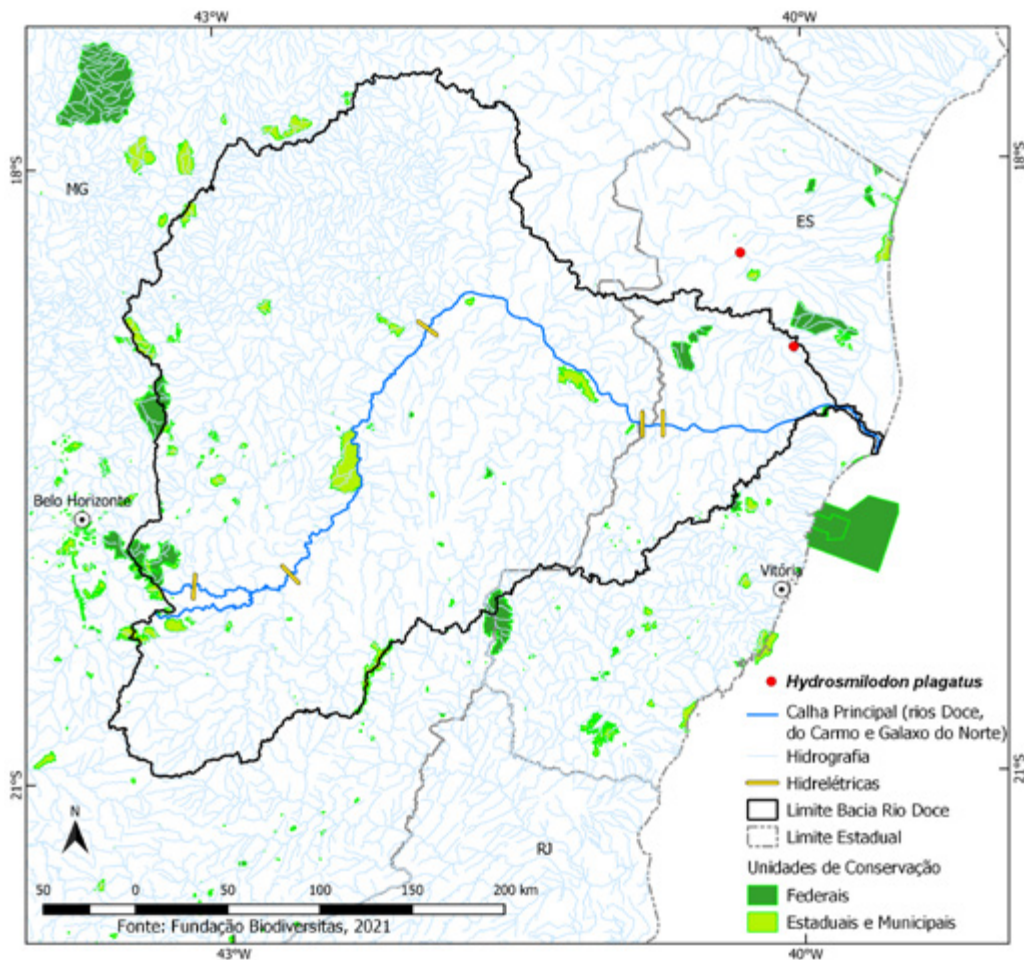 43°W
40°W
18°S
18°S
MG
ES
Belo Horizonte
Vitória
Hydrosmilodon plagatus
Calha Principal (rios Doce,
do Carmo e Galaxo do Norte)
Hidrografia
Hidrelétricas
Limite Bacia Rio Doce
Limite Estadual
Unidades de Conservação
Federais
Estaduais e Municipais
21°S
21°S
N
RJ
50 0 50 100 150 200 km
Fonte: Fundação Biodiversitas, 2021
43°W
40°W